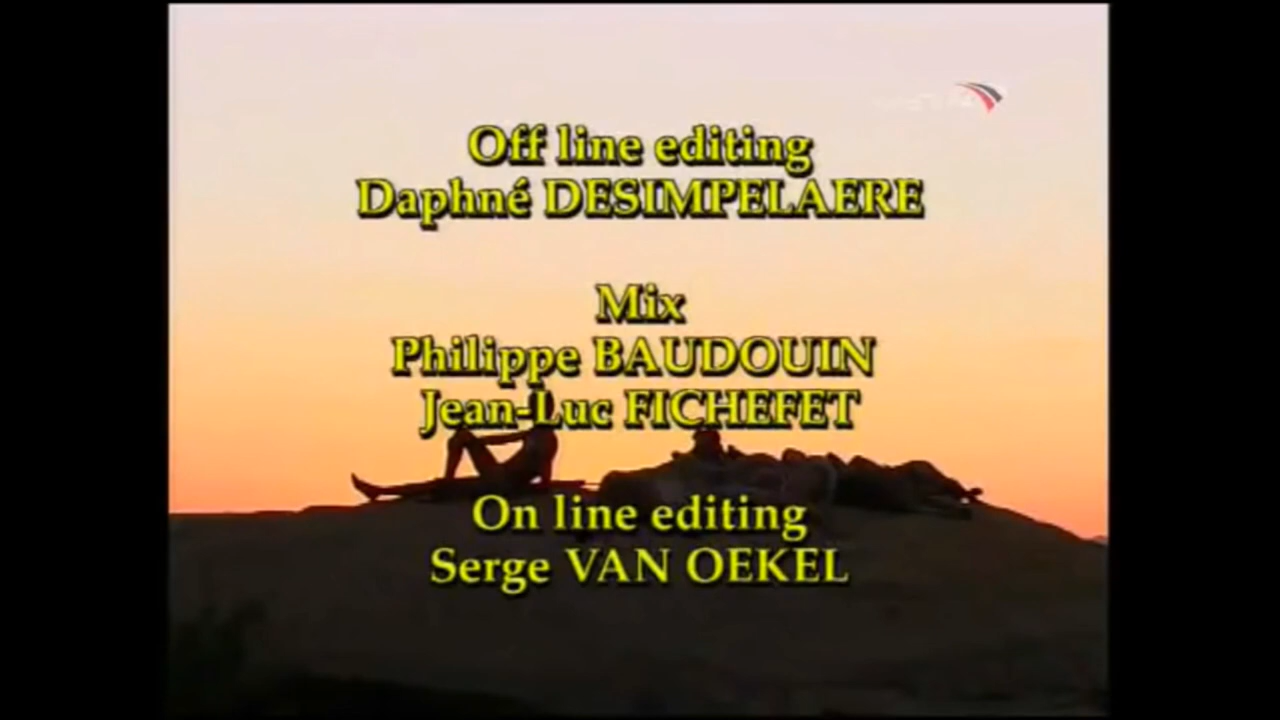 Off line editing
Daphné DESIMPELAERE
Mix
Philippe BAUDOUIN
Jean-Luc FICHEFET
On line editing
Serge VAN OEKEL